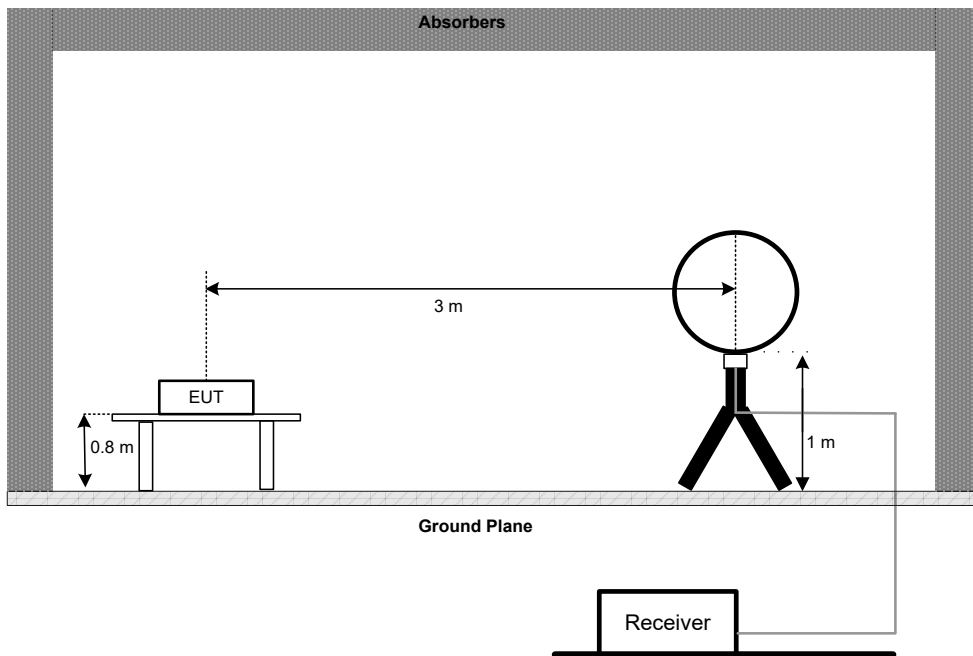 Absorbers
3 m
EUT
0.8 m
1 m
Ground Plane
Receiver